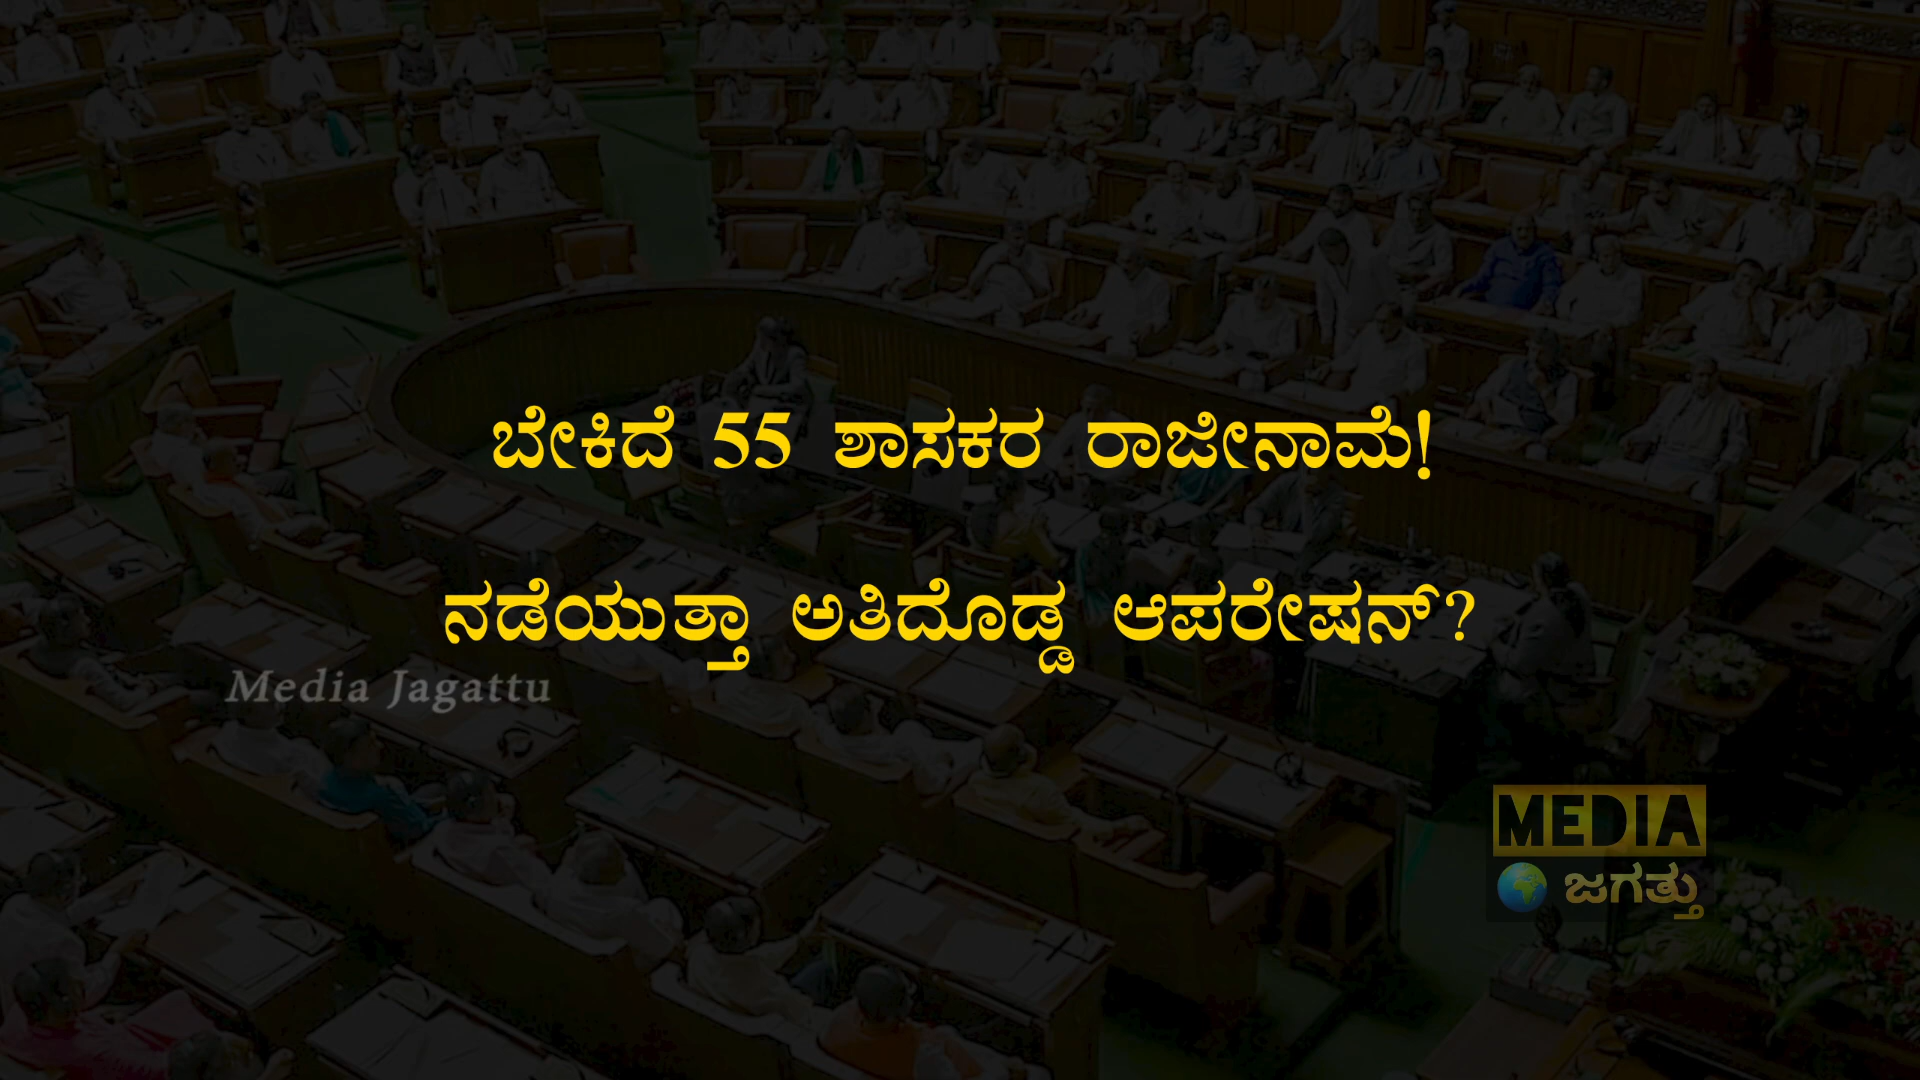 ಬೇಕಿದೆ 55 ಶಾಸಕರ ರಾಜೀನಾಮೆ!
ನಡೆಯುತ್ತಾ ಅತಿದೊಡ್ಡ ಆಪರೇಷನ್?
Media Jagattu
MEDIA
ಜಗತ್ತು